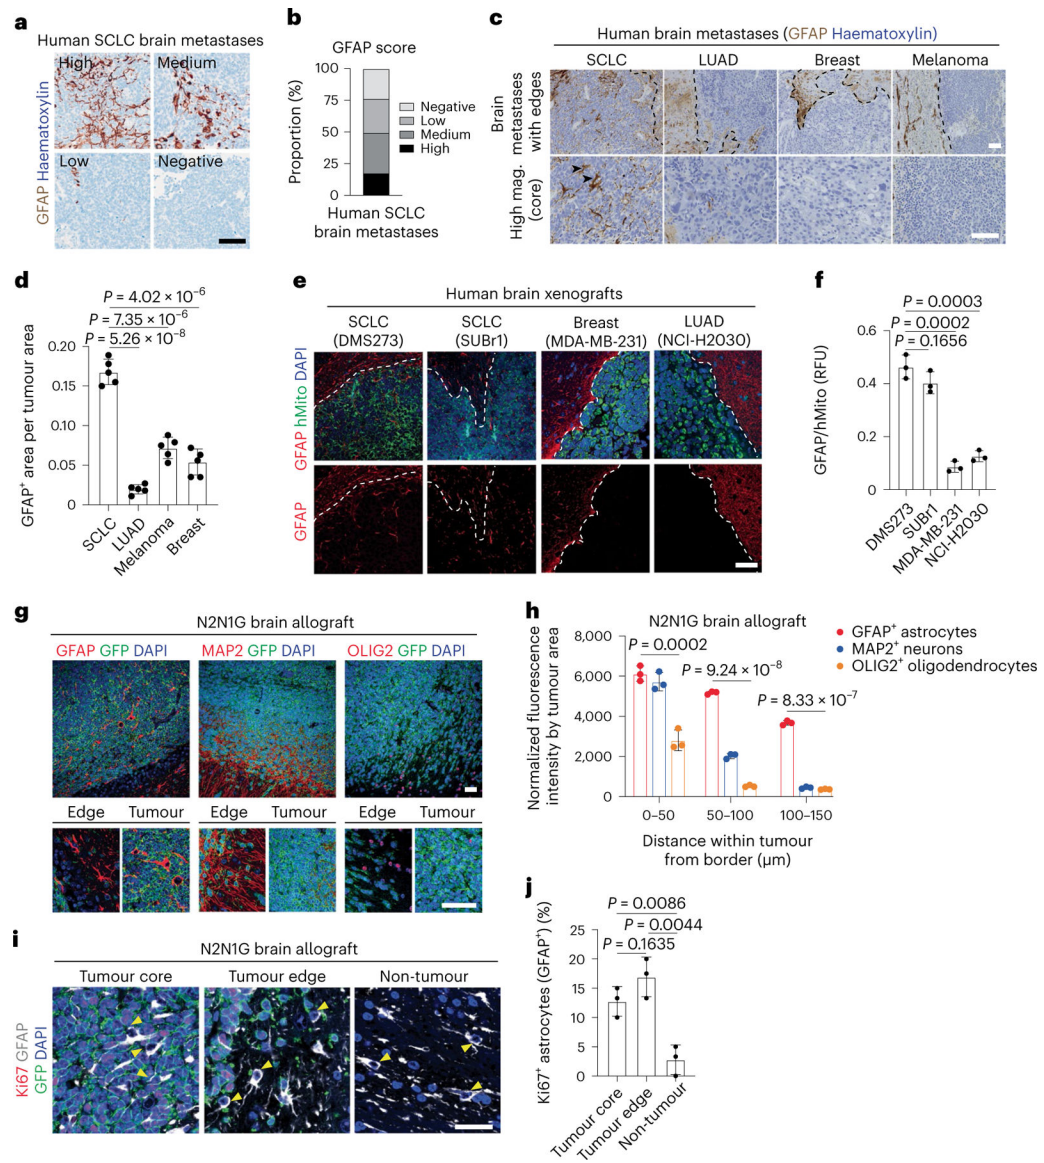 a
Human SCLC brain metastases
GFAP Haematoxylin
High
Medium
Low
Negative
b
GFAP score
Proportion (%)
100
75
50
25
0
Negative
Low
Medium
High
Human SCLC
brain metastases
c
Human brain metastases (GFAP Haematoxylin)
SCLC
LUAD
Breast
Melanoma
Brain
metastases
with edges
High mag.
(core)
d
P = 4.02 × 10⁻⁶
P = 7.35 × 10⁻⁶
P = 5.26 × 10⁻⁸
GFAP⁺ area per tumour area
0.20
0.15
0.10
0.05
0
SCLC
LUAD
Melanoma
Breast
e
Human brain xenografts
SCLC
(DMS273)
SCLC
(SUBr1)
Breast
(MDA-MB-231)
LUAD
(NCI-H2030)
GFAP hMito DAPI
GFAP
f
P = 0.0003
P = 0.0002
P = 0.1656
GFAP/hMito (RFU)
0.6
0.4
0.2
0
DMS273
SUBr1
MDA-MB-231
NCI-H2030
g
N2N1G brain allograft
GFAP GFP DAPI
MAP2 GFP DAPI
OLIG2 GFP DAPI
Edge
Tumour
Edge
Tumour
Edge
Tumour
h
N2N1G brain allograft
GFAP⁺ astrocytes
MAP2⁺ neurons
OLIG2⁺ oligodendrocytes
P = 0.0002
P = 9.24 × 10⁻⁸
P = 8.33 × 10⁻⁷
Normalized fluorescence
intensity by tumour area
8,000
6,000
4,000
2,000
0
0–50
50–100
100–150
Distance within tumour
from border (µm)
i
N2N1G brain allograft
Tumour core
Tumour edge
Non-tumour
Ki67 GFAP
GFP DAPI
j
P = 0.0086
P = 0.0044
P = 0.1635
Ki67⁺ astrocytes (GFAP⁺) (%)
25
20
15
10
5
0
Tumour core
Tumour edge
Non-tumour